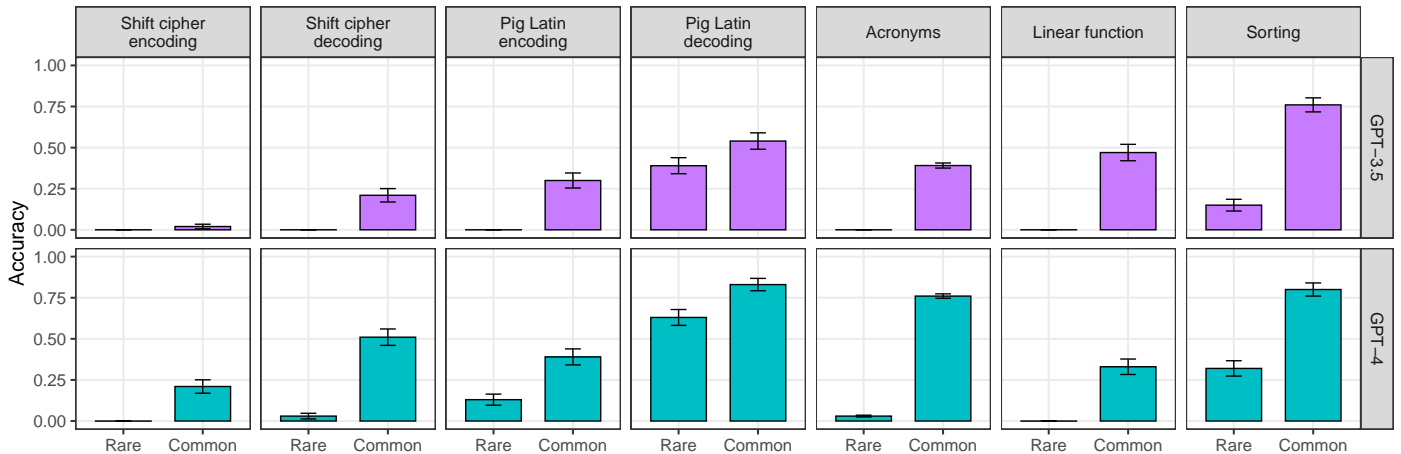 Shift cipher
encoding
Shift cipher
decoding
Pig Latin
encoding
Pig Latin
decoding
Acronyms
Linear function
Sorting
Accuracy
1.00
0.75
0.50
0.25
0.00
GPT−3.5
1.00
0.75
0.50
0.25
0.00
GPT−4
Rare Common Rare Common Rare Common Rare Common Rare Common Rare Common Rare Common